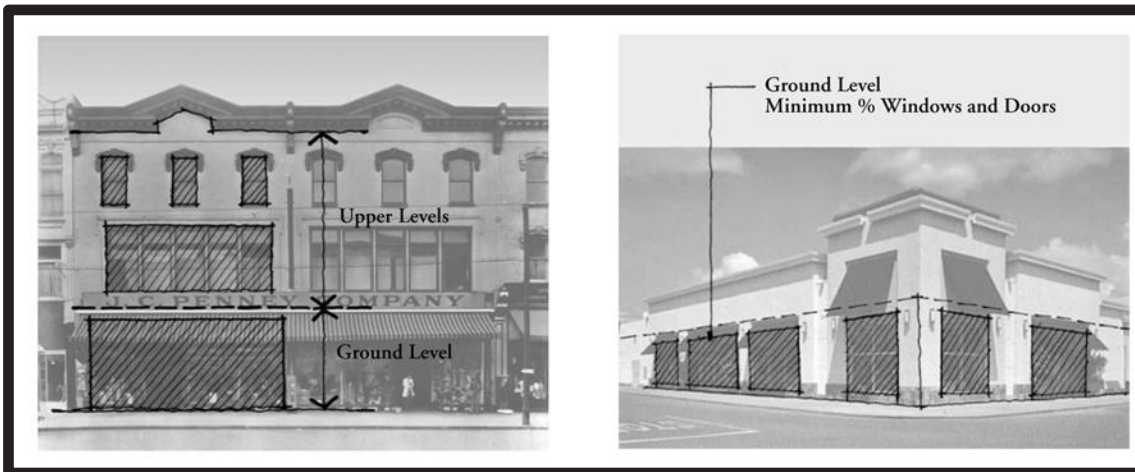 Upper Levels
J. C. PENNEY COMPANY
Ground Level
Ground Level
Minimum % Windows and Doors